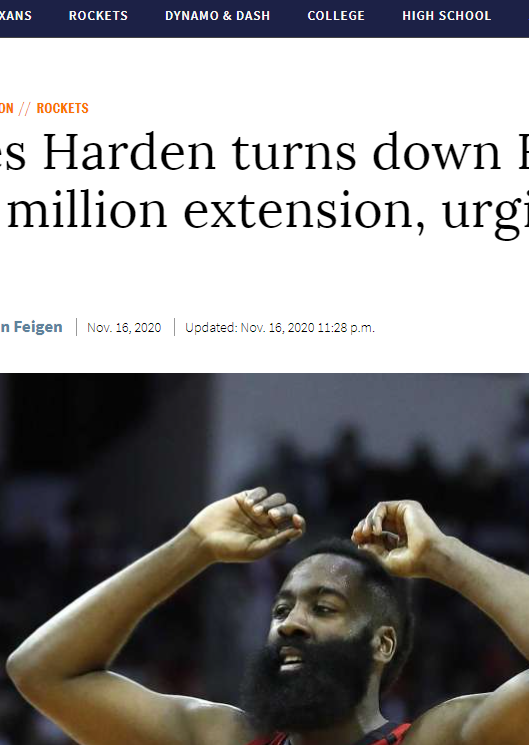 XANS ROCKETS DYNAMO & DASH COLLEGE HIGH SCHOOL
ON // ROCKETS
es Harden turns down
million extension, urgi
n Feigen Nov. 16, 2020 Updated: Nov. 16, 2020 11:28 p.m.